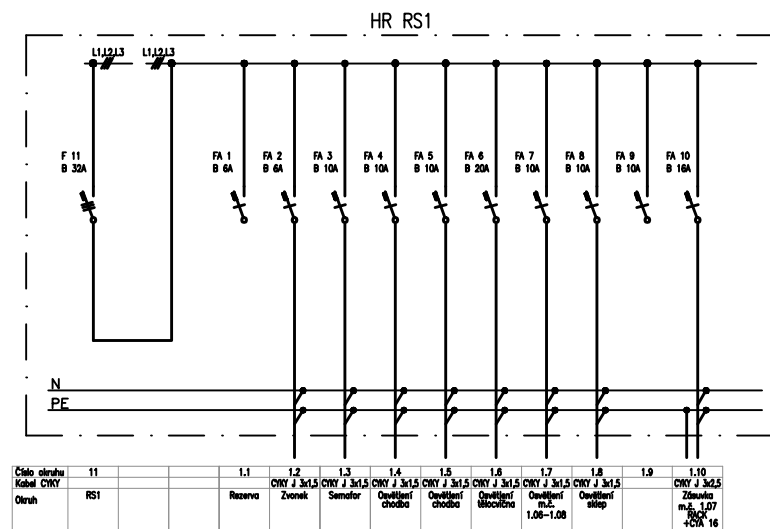 HR RS1
L1,L2,L3 L1,L2,L3
F 11 FA 1 FA 2 FA 3 FA 4 FA 5 FA 6 FA 7 FA 8 FA 9 FA 10
B 32A B 6A B 6A B 10A B 10A B 10A B 20A B 10A B 10A B 10A B 16A
N
PE
Číslo okruhu 11 1.1 1.2 1.3 1.4 1.5 1.6 1.7 1.8 1.9 1.10
Kabel CYKY CYKY J 3x1,5 CYKY J 3x1,5 CYKY J 3x1,5 CYKY J 3x1,5 CYKY J 3x1,5 CYKY J 3x1,5 CYKY J 3x1,5 CYKY J 3x2,5
Okruh RS1 Rezerva Zvonek Semafor Osvětlení chodba Osvětlení chodba Osvětlení tělocvična Osvětlení m.č. 1.06-1.08 Osvětlení sklep Zásuvka m.č. 1.07 RACK +CYA 16